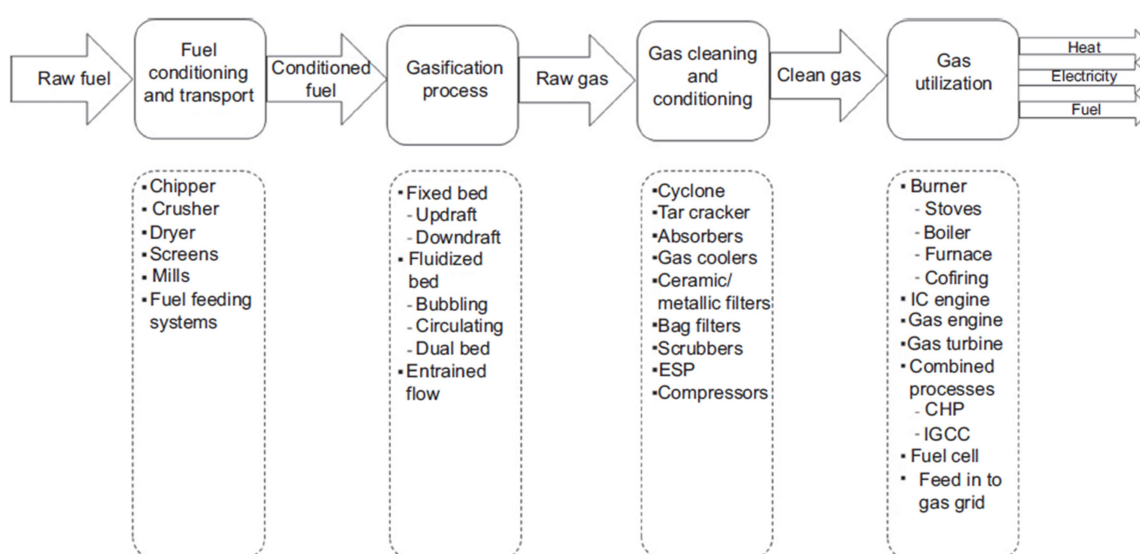 Raw fuel
Fuel
conditioning
and transport
Conditioned
fuel
Gasification
process
Raw gas
Gas cleaning
and
conditioning
Clean gas
Gas
utilization
Heat
Electricity
Fuel
▪ Chipper
▪ Crusher
▪ Dryer
▪ Screens
▪ Mills
▪ Fuel feeding
systems
▪ Fixed bed
- Updraft
- Downdraft
▪ Fluidized
bed
- Bubbling
- Circulating
- Dual bed
▪ Entrained
flow
▪ Cyclone
▪ Tar cracker
▪ Absorbers
▪ Gas coolers
▪ Ceramic/
metallic filters
▪ Bag filters
▪ Scrubbers
▪ ESP
▪ Compressors
▪ Burner
- Stoves
- Boiler
- Furnace
- Cofiring
▪ IC engine
▪ Gas engine
▪ Gas turbine
▪ Combined
processes
- CHP
- IGCC
▪ Fuel cell
▪ Feed in to
gas grid